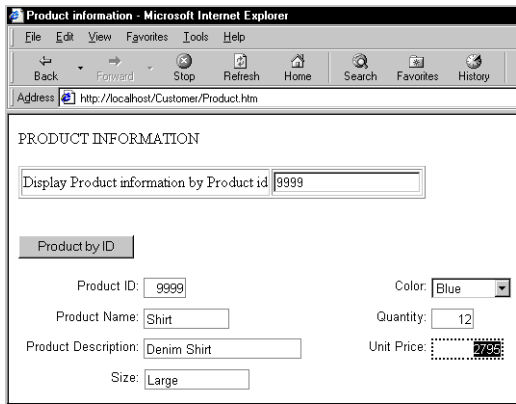 Product information - Microsoft Internet Explorer
File Edit View Favorites Tools Help
Back Forward Stop Refresh Home Search Favorites History
Address http://localhost/Customer/Product.htm
PRODUCT INFORMATION
Display Product information by Product id 9999
Product by ID
Product ID: 9999 Color: Blue
Product Name: Shirt Quantity: 12
Product Description: Denim Shirt Unit Price: 2795
Size: Large